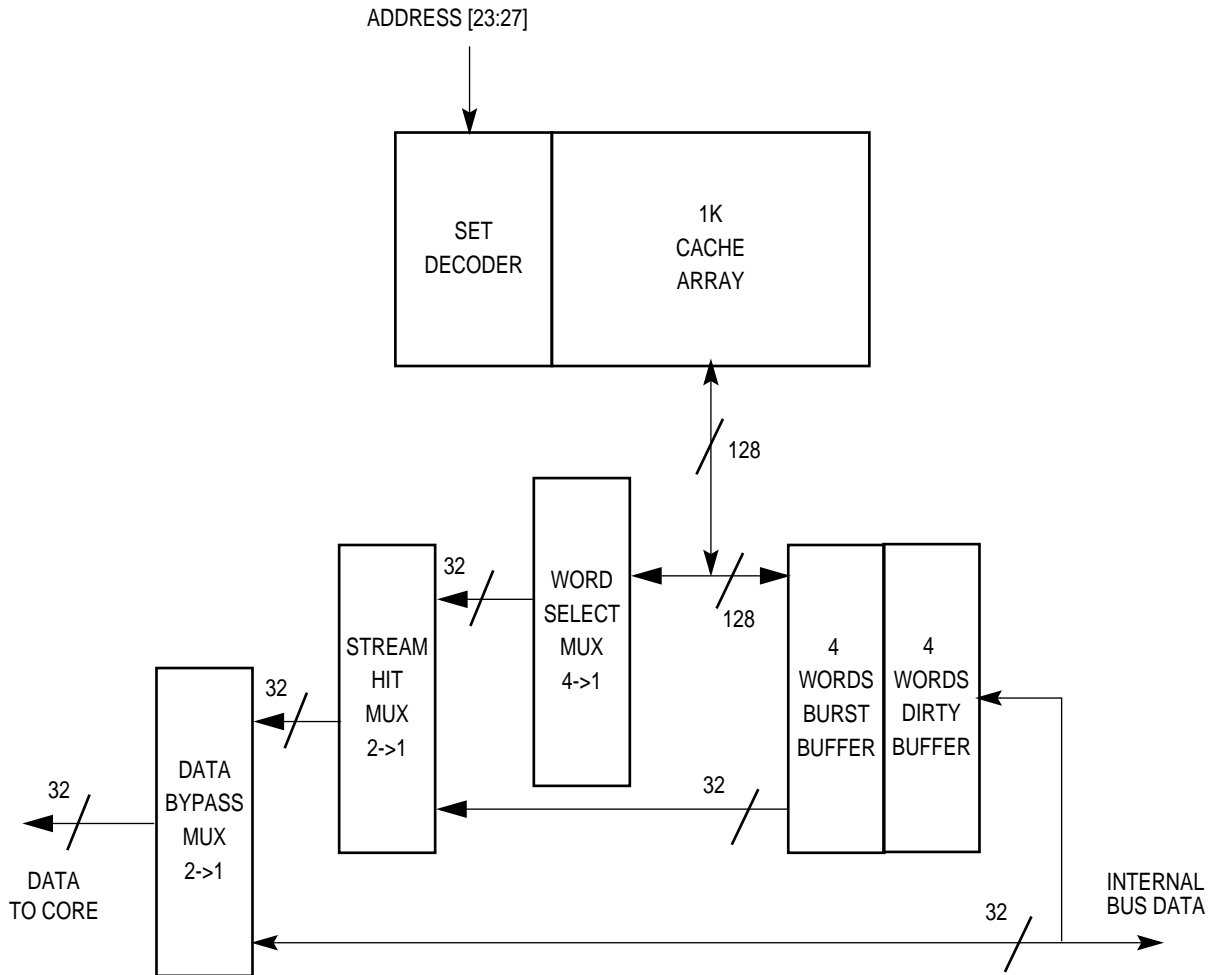 ADDRESS [23:27]
SET
DECODER
1K
CACHE
ARRAY
128
128
32
WORD
SELECT
MUX
4->1
STREAM
HIT
MUX
2->1
4
WORDS
BURST
BUFFER
4
WORDS
DIRTY
BUFFER
32
32
DATA
BYPASS
MUX
2->1
32
DATA
TO CORE
32
INTERNAL
BUS DATA